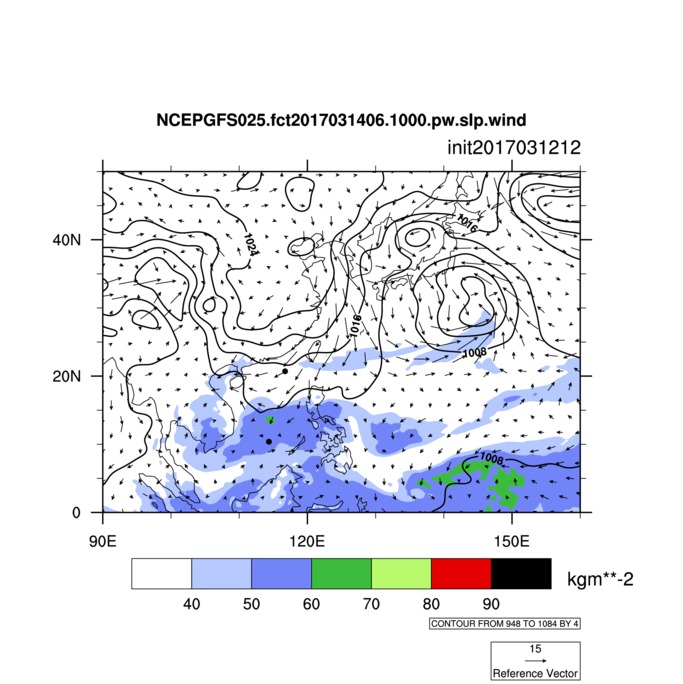 NCEPGFS025.fct2017031406.1000.pw.slp.wind
init2017031212
1024
1016
40N
1016
1008
20N
1008
0
90E 120E 150E
40 50 60 70 80 90
kgm**-2
CONTOUR FROM 948 TO 1084 BY 4
15
Reference Vector